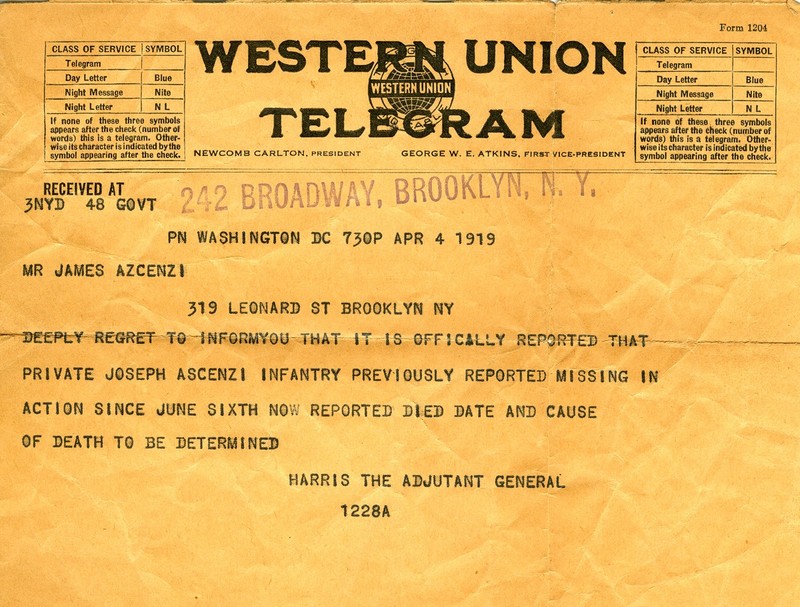 Form 1204
CLASS OF SERVICE SYMBOL
Telegram
Day Letter Blue
Night Message Nite
Night Letter N L
If none of these three symbols
appears after the check (number of
words) this is a telegram. Other-
wise its character is indicated by the
symbol appearing after the check.
WESTERN UNION
WESTERN UNION
TELEGRAM
NEWCOMB CARLTON, PRESIDENT GEORGE W. E. ATKINS, FIRST VICE-PRESIDENT
CLASS OF SERVICE SYMBOL
Telegram
Day Letter Blue
Night Message Nite
Night Letter N L
If none of these three symbols
appears after the check (number of
words) this is a telegram. Other-
wise its character is indicated by the
symbol appearing after the check.
RECEIVED AT
242 BROADWAY, BROOKLYN, N. Y.
3NYD 48 GOVT
PN WASHINGTON DC 730P APR 4 1919
MR JAMES AZCENZI
319 LEONARD ST BROOKLYN NY
DEEPLY REGRET TO INFORMYOU THAT IT IS OFFICALLY REPORTED THAT
PRIVATE JOSEPH ASCENZI INFANTRY PREVIOUSLY REPORTED MISSING IN
ACTION SINCE JUNE SIXTH NOW REPORTED DIED DATE AND CAUSE
OF DEATH TO BE DETERMINED
HARRIS THE ADJUTANT GENERAL
1228A